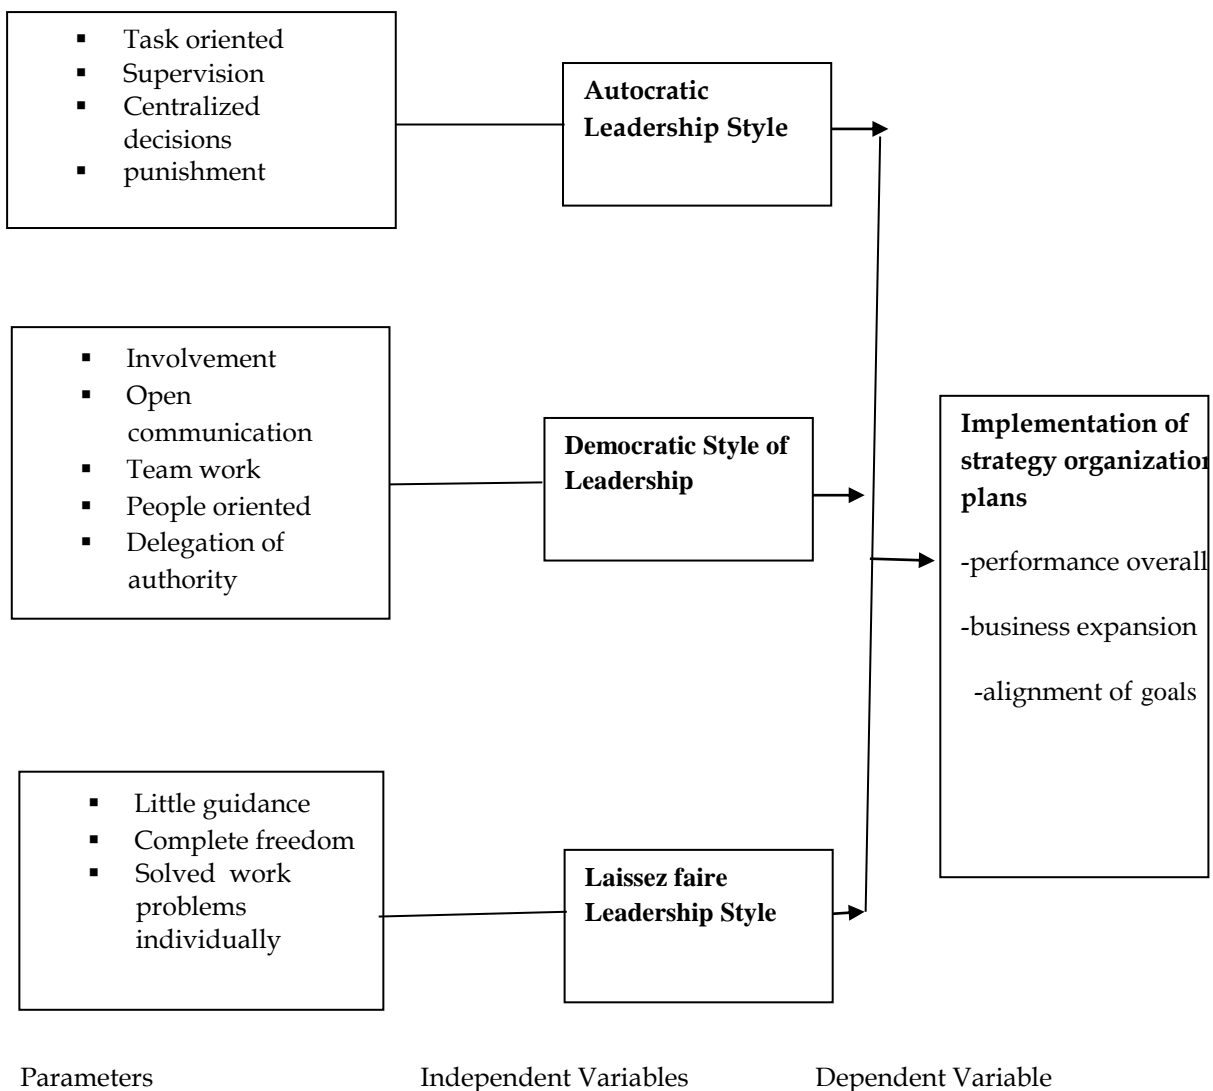 ▪ Task oriented
▪ Supervision
▪ Centralized
decisions
▪ punishment
Autocratic
Leadership Style
▪ Involvement
▪ Open
communication
▪ Team work
▪ People oriented
▪ Delegation of
authority
Democratic Style of
Leadership
Implementation of
strategy organization
plans
-performance overall
-business expansion
-alignment of goals
▪ Little guidance
▪ Complete freedom
▪ Solved work
problems
individually
Laissez faire
Leadership Style
Parameters
Independent Variables
Dependent Variable